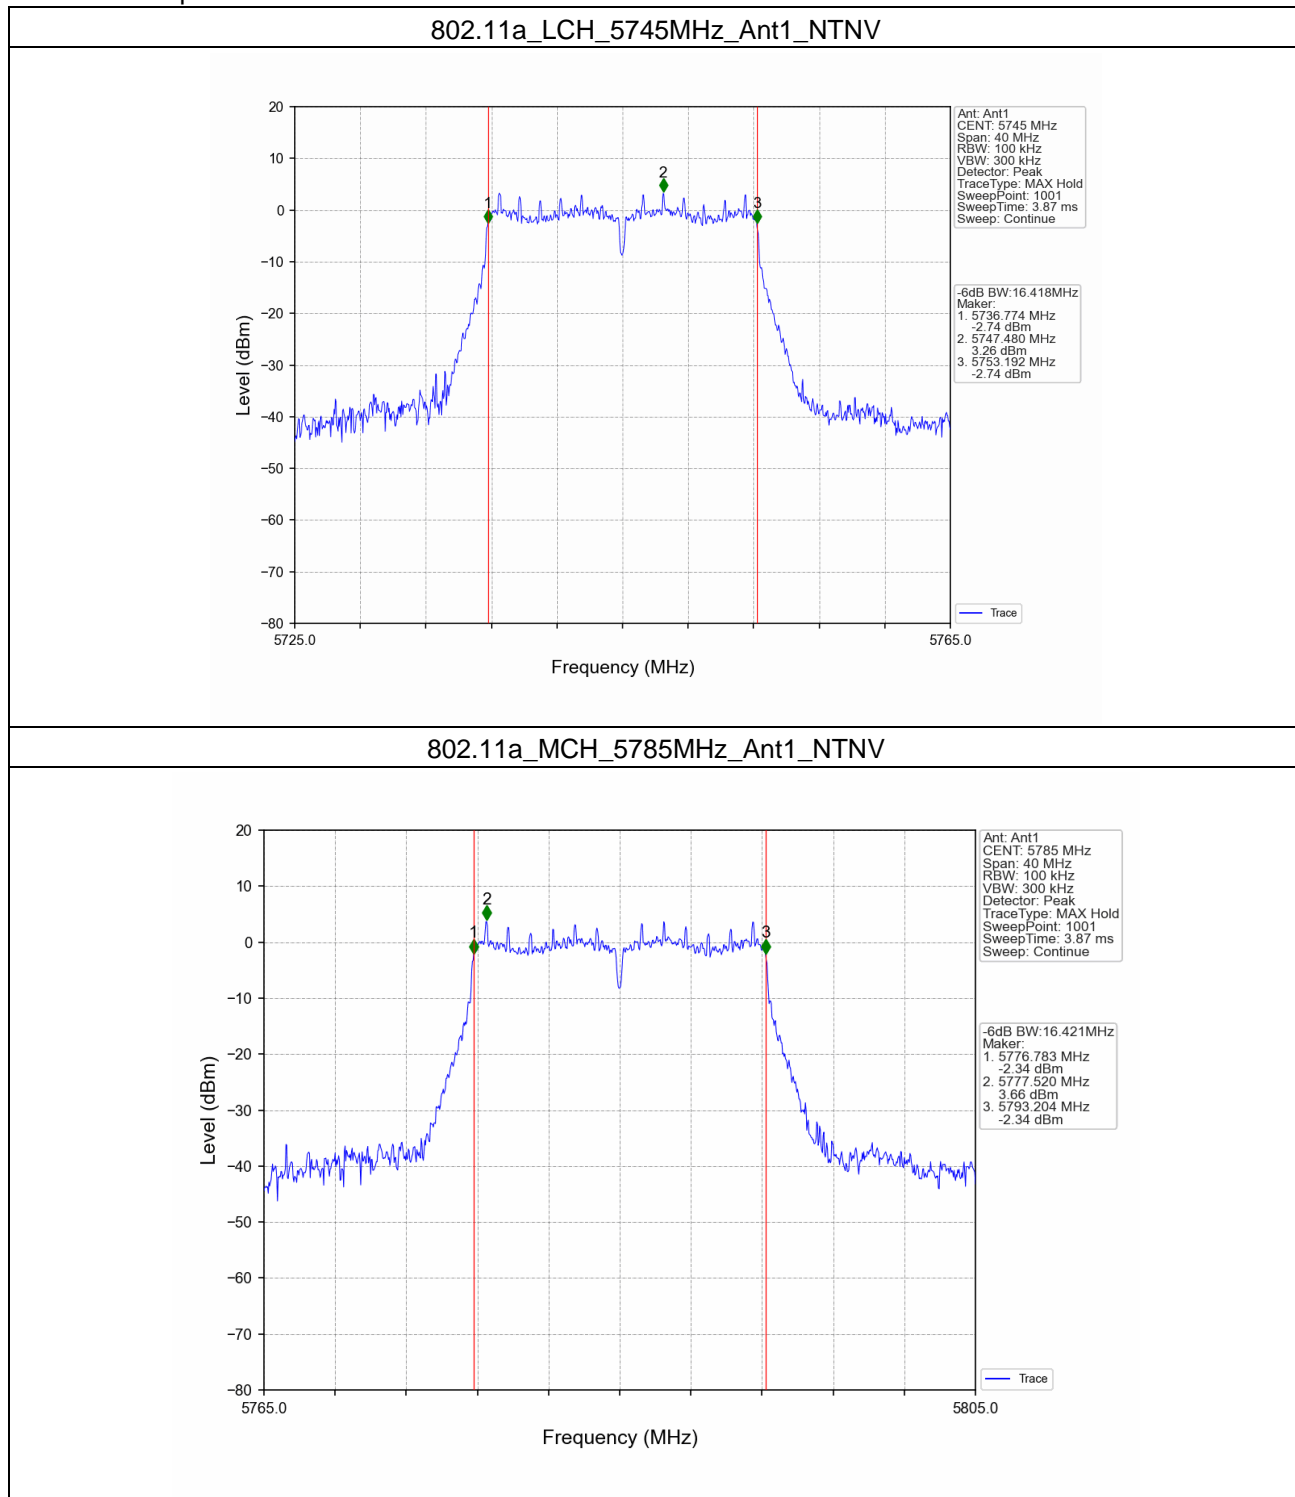 802.11a_LCH_5745MHz_Ant1_NTNV
20
10
0
−10
−20
−30
−40
−50
−60
−70
−80
Level (dBm)
5725.0
5765.0
Frequency (MHz)
1
2
3
Ant: Ant1
CENT: 5745 MHz
Span: 40 MHz
RBW: 100 kHz
VBW: 300 kHz
Detector: Peak
TraceType: MAX Hold
SweepPoint: 1001
SweepTime: 3.87 ms
Sweep: Continue
-6dB BW:16.418MHz
Maker:
1. 5736.774 MHz
-2.74 dBm
2. 5747.480 MHz
3.26 dBm
3. 5753.192 MHz
-2.74 dBm
Trace
802.11a_MCH_5785MHz_Ant1_NTNV
20
10
0
−10
−20
−30
−40
−50
−60
−70
−80
Level (dBm)
5765.0
5805.0
Frequency (MHz)
1
2
3
Ant: Ant1
CENT: 5785 MHz
Span: 40 MHz
RBW: 100 kHz
VBW: 300 kHz
Detector: Peak
TraceType: MAX Hold
SweepPoint: 1001
SweepTime: 3.87 ms
Sweep: Continue
-6dB BW:16.421MHz
Maker:
1. 5776.783 MHz
-2.34 dBm
2. 5777.520 MHz
3.66 dBm
3. 5793.204 MHz
-2.34 dBm
Trace